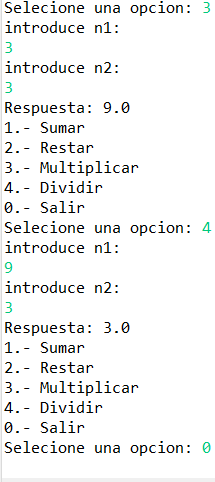 Selecione una opcion: 3
introduce n1:
3
introduce n2:
3
Respuesta: 9.0
1.- Sumar
2.- Restar
3.- Multiplicar
4.- Dividir
0.- Salir
Selecione una opcion: 4
introduce n1:
9
introduce n2:
3
Respuesta: 3.0
1.- Sumar
2.- Restar
3.- Multiplicar
4.- Dividir
0.- Salir
Selecione una opcion: 0